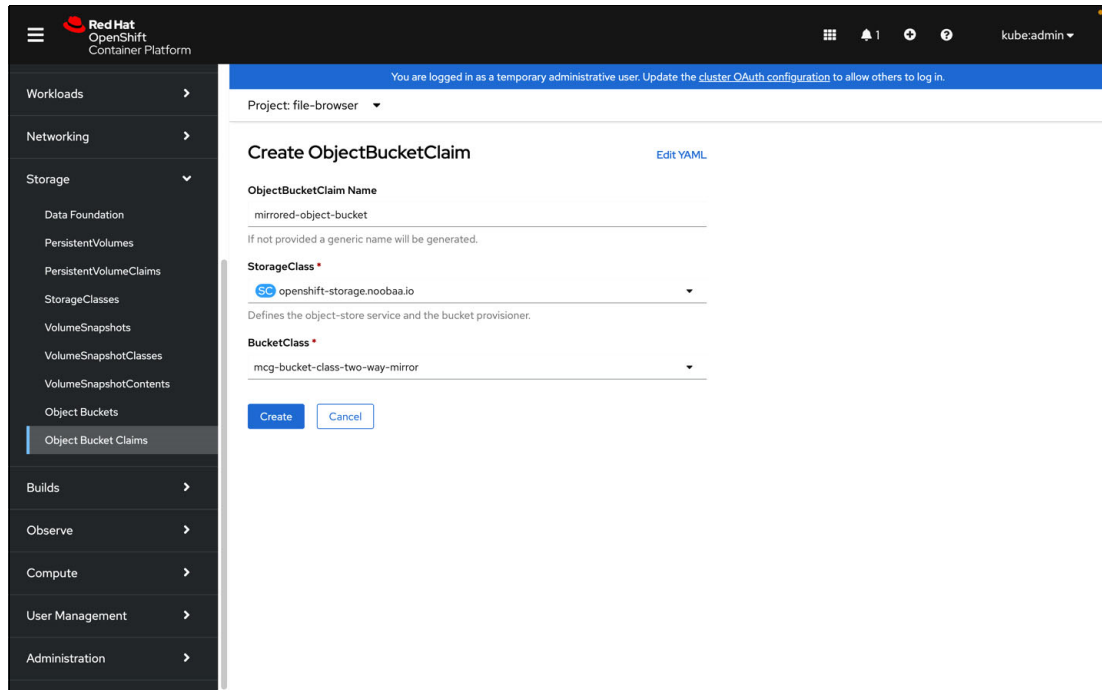 Red Hat
OpenShift
Container Platform
1
kube:admin
You are logged in as a temporary administrative user. Update the cluster OAuth configuration to allow others to log in.
Workloads
Networking
Storage
Data Foundation
PersistentVolumes
PersistentVolumeClaims
StorageClasses
VolumeSnapshots
VolumeSnapshotClasses
VolumeSnapshotContents
Object Buckets
Object Bucket Claims
Builds
Observe
Compute
User Management
Administration
Project: file-browser
Create ObjectBucketClaim
Edit YAML
ObjectBucketClaim Name
mirrored-object-bucket
If not provided a generic name will be generated.
StorageClass *
SC openshift-storage.noobaa.io
Defines the object-store service and the bucket provisioner.
BucketClass *
mcg-bucket-class-two-way-mirror
Create
Cancel